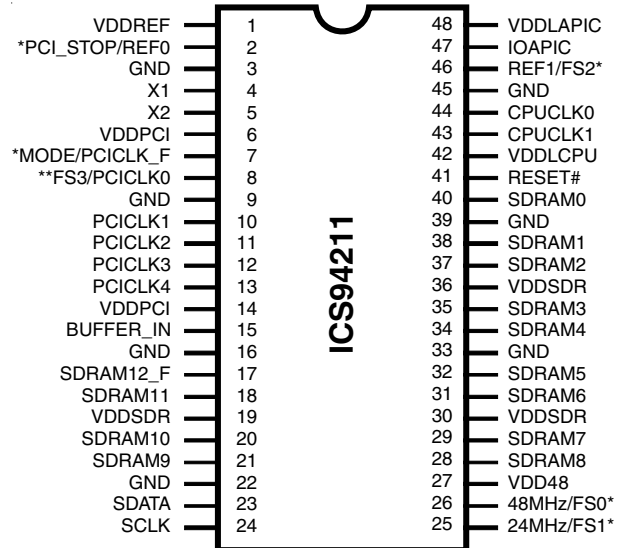 VDDREF 1 48 VDDLAPIC
*PCI_STOP/REF0 2 47 IOAPIC
GND 3 46 REF1/FS2*
X1 4 45 GND
X2 5 44 CPUCLK0
VDDPCI 6 43 CPUCLK1
*MODE/PCICLK_F 7 42 VDDLCPU
**FS3/PCICLK0 8 41 RESET#
GND 9 40 SDRAM0
PCICLK1 10 39 GND
PCICLK2 11 38 SDRAM1
PCICLK3 12 37 SDRAM2
PCICLK4 13 36 VDDSDR
VDDPCI 14 35 SDRAM3
BUFFER_IN 15 34 SDRAM4
GND 16 33 GND
SDRAM12_F 17 32 SDRAM5
SDRAM11 18 31 SDRAM6
VDDSDR 19 30 VDDSDR
SDRAM10 20 29 SDRAM7
SDRAM9 21 28 SDRAM8
GND 22 27 VDD48
SDATA 23 26 48MHz/FS0*
SCLK 24 25 24MHz/FS1*
ICS94211